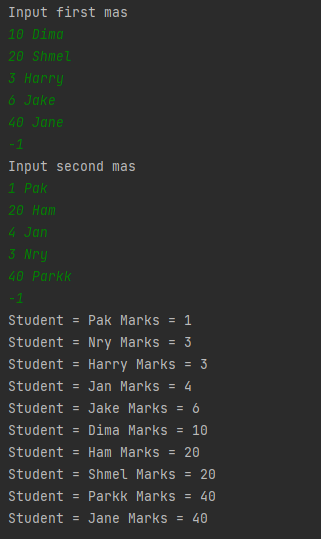 Input first mas
10 Dima
20 Shmel
3 Harry
6 Jake
40 Jane
-1
Input second mas
1 Pak
20 Ham
4 Jan
3 Nry
40 Parkk
-1
Student = Pak Marks = 1
Student = Nry Marks = 3
Student = Harry Marks = 3
Student = Jan Marks = 4
Student = Jake Marks = 6
Student = Dima Marks = 10
Student = Ham Marks = 20
Student = Shmel Marks = 20
Student = Parkk Marks = 40
Student = Jane Marks = 40